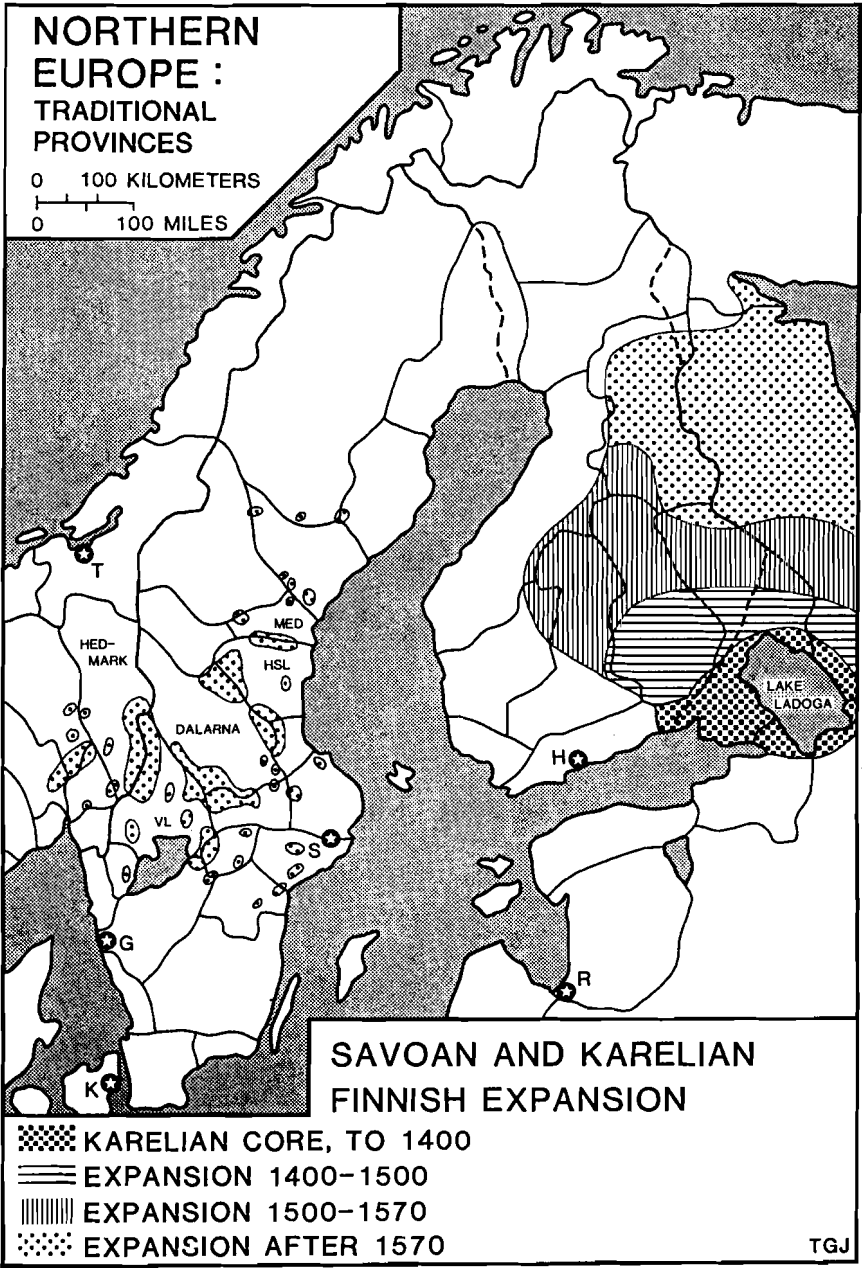 NORTHERN
EUROPE :
TRADITIONAL
PROVINCES
0 100 KILOMETERS
0 100 MILES
T
MED
HED-
MARK
HSL
LAKE
LADOGA
DALARNA
H
VL
S
G
R
K
SAVOAN AND KARELIAN
FINNISH EXPANSION
KARELIAN CORE, TO 1400
EXPANSION 1400-1500
EXPANSION 1500-1570
EXPANSION AFTER 1570
TGJ